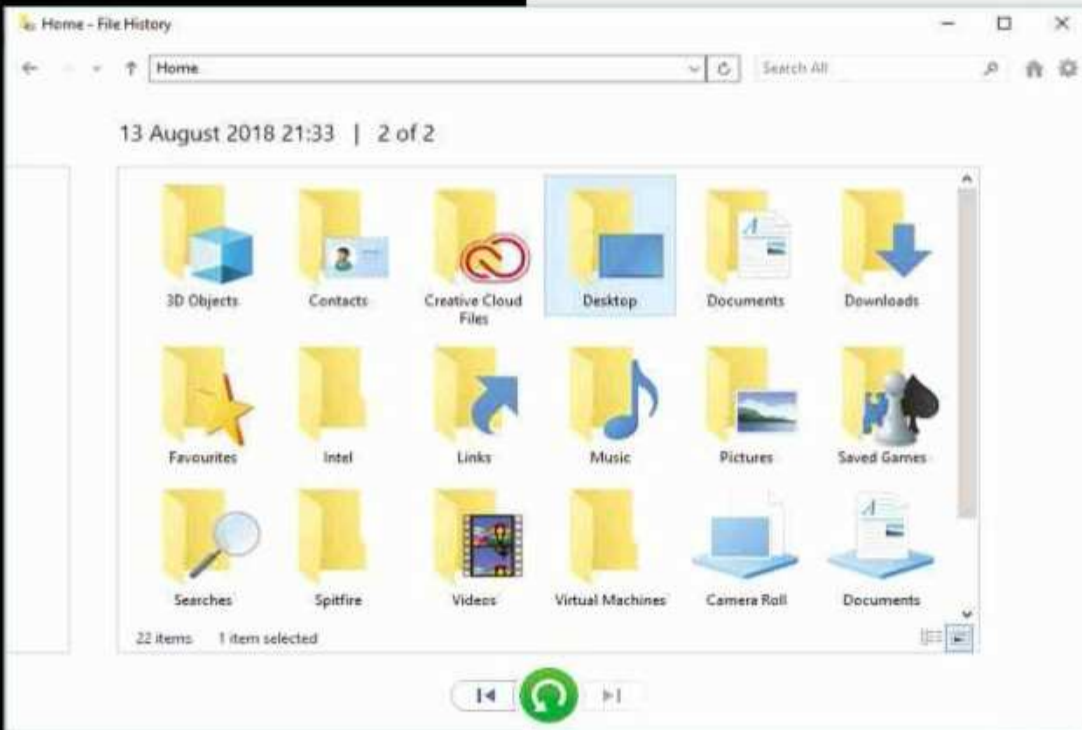 Home - File History
Home
Search All
13 August 2018 21:33 | 2 of 2
3D Objects
Contacts
Creative Cloud Files
Desktop
Documents
Downloads
Favourites
Intel
Links
Music
Pictures
Saved Games
Searches
Spitfire
Videos
Virtual Machines
Camera Roll
Documents
22 items 1 item selected